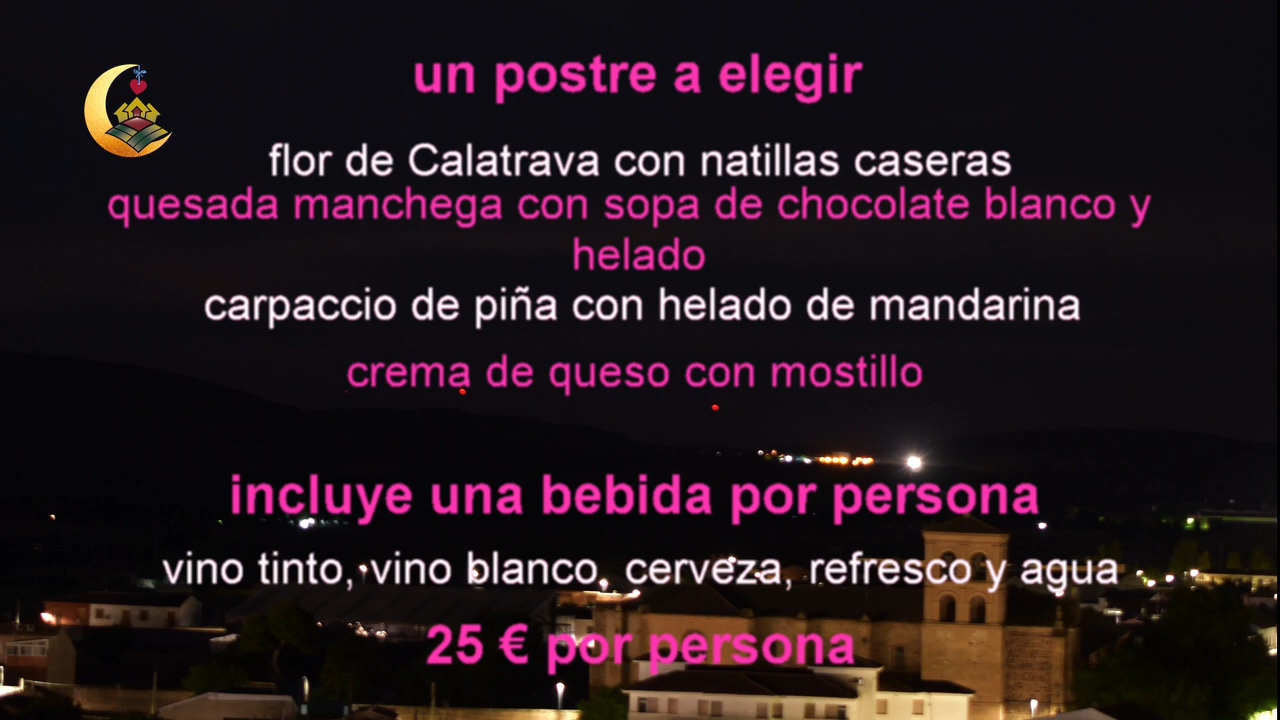 un postre a elegir
flor de Calatrava con natillas caseras
quesada manchega con sopa de chocolate blanco y
helado
carpaccio de piña con helado de mandarina
crema de queso con mostillo
incluye una bebida por persona
vino tinto, vino blanco, cerveza, refresco y agua
25 € por persona